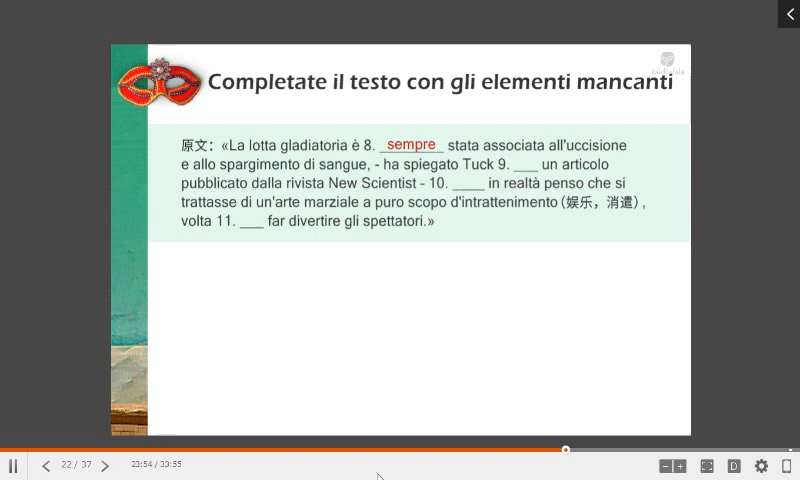 Completate il testo con gli elementi mancanti
原文：«La lotta gladiatoria è 8. sempre stata associata all'uccisione
e allo spargimento di sangue, - ha spiegato Tuck 9. ___ un articolo
pubblicato dalla rivista New Scientist - 10. ____ in realtà penso che si
trattasse di un'arte marziale a puro scopo d'intrattenimento（娱乐，消遣）,
volta 11. ___ far divertire gli spettatori.»
22 / 37
23:54 / 33:55
D